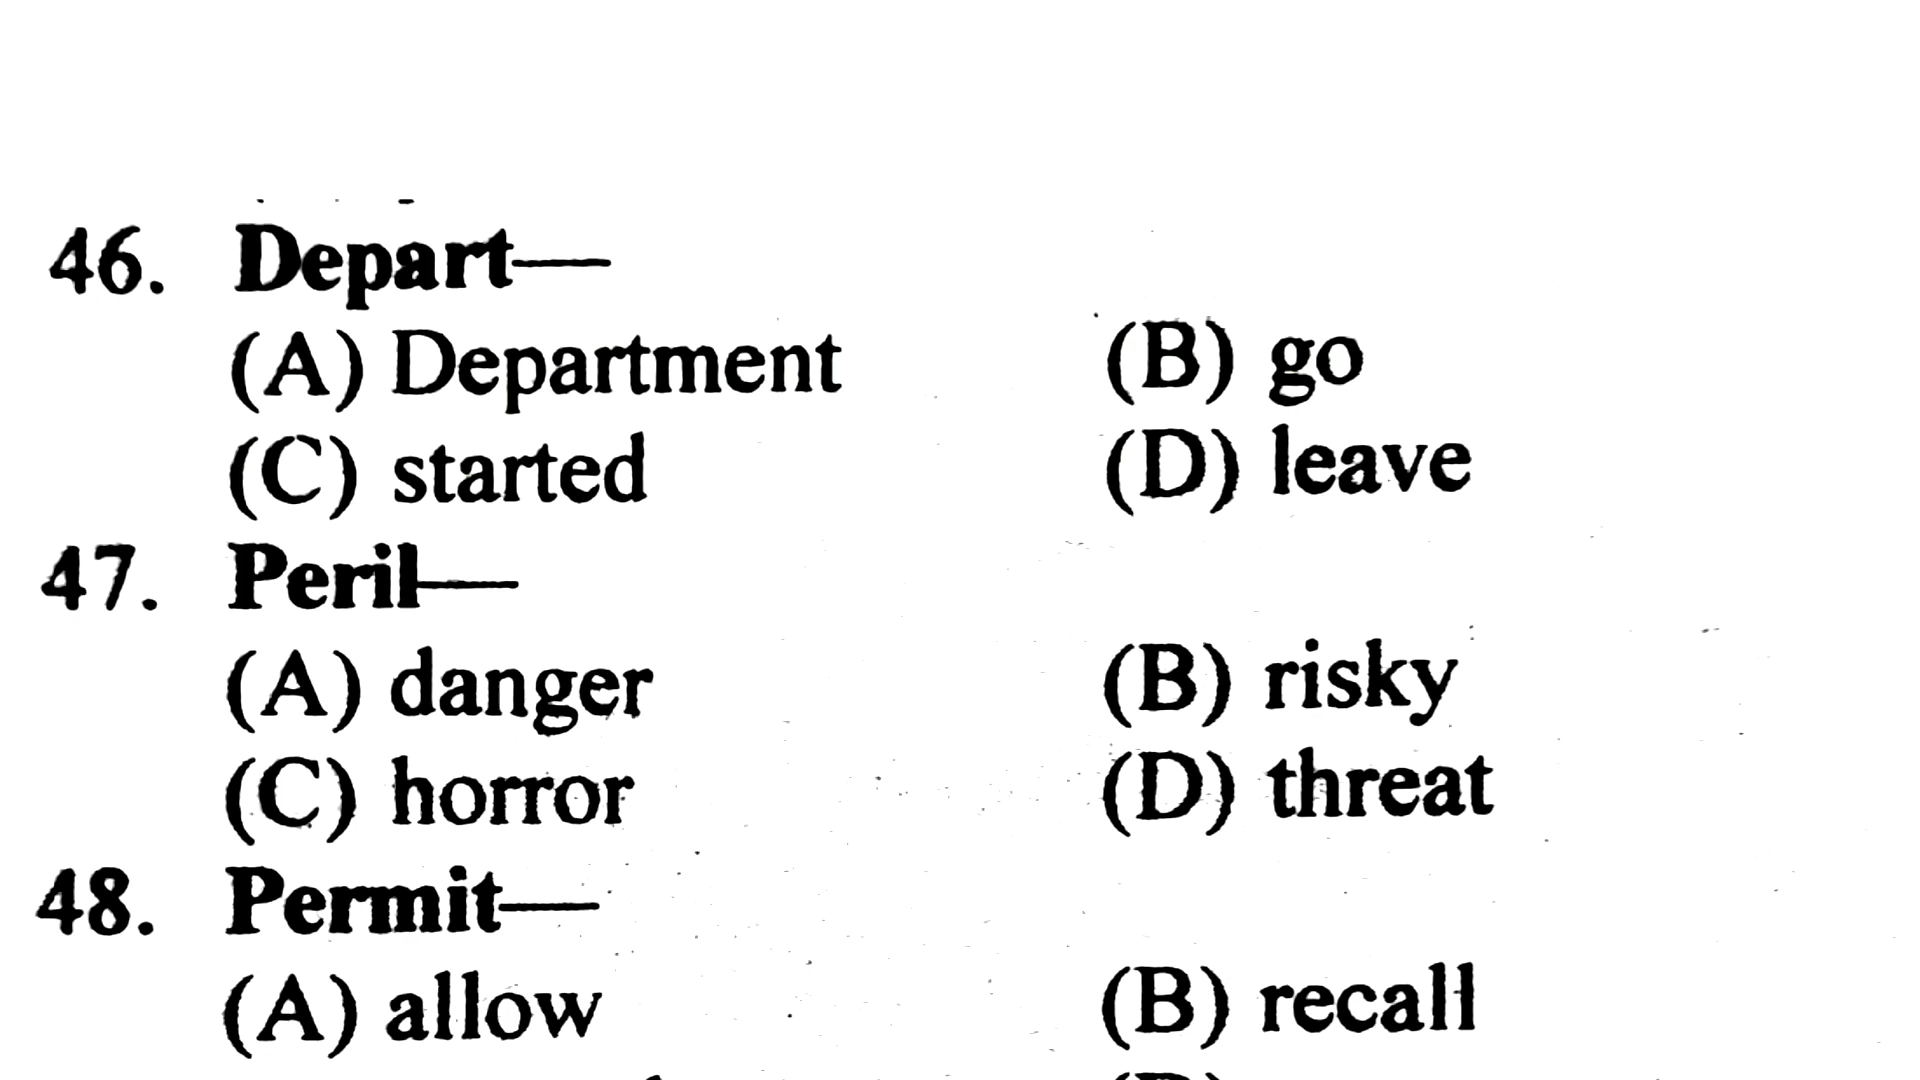 46. Depart—
(A) Department (B) go
(C) started (D) leave
47. Peril—
(A) danger (B) risky
(C) horror (D) threat
48. Permit—
(A) allow (B) recall